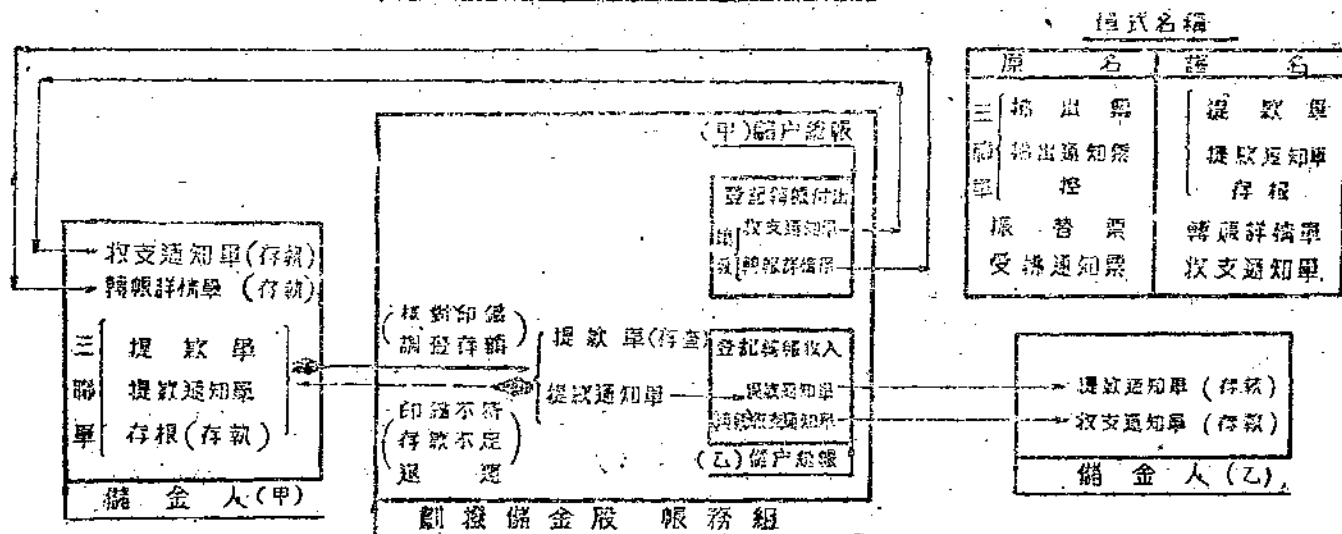 式名稱
原名 譯名
三聯單 拂出票 提款單
拂出通知票 提款通知單
控 存根
振替票 轉賬詳情單
受拂通知票 收支通知單
(甲)儲戶總帳
登記轉賬付出
收支通知單
轉賬詳情單
收支通知單(存執)
轉帳詳情單(存執)
三聯單
提款單
提款通知單
存根(存執)
儲金人(甲)
核對印鑑
調查存額
提款單(存查)
提款通知單
印鑑不符
存款不足
退還
登記轉賬收入
提款通知單
收支通知單
(乙)儲戶總帳
劃撥儲金股 帳務組
提款通知單(存執)
收支通知單(存執)
儲金人(乙)